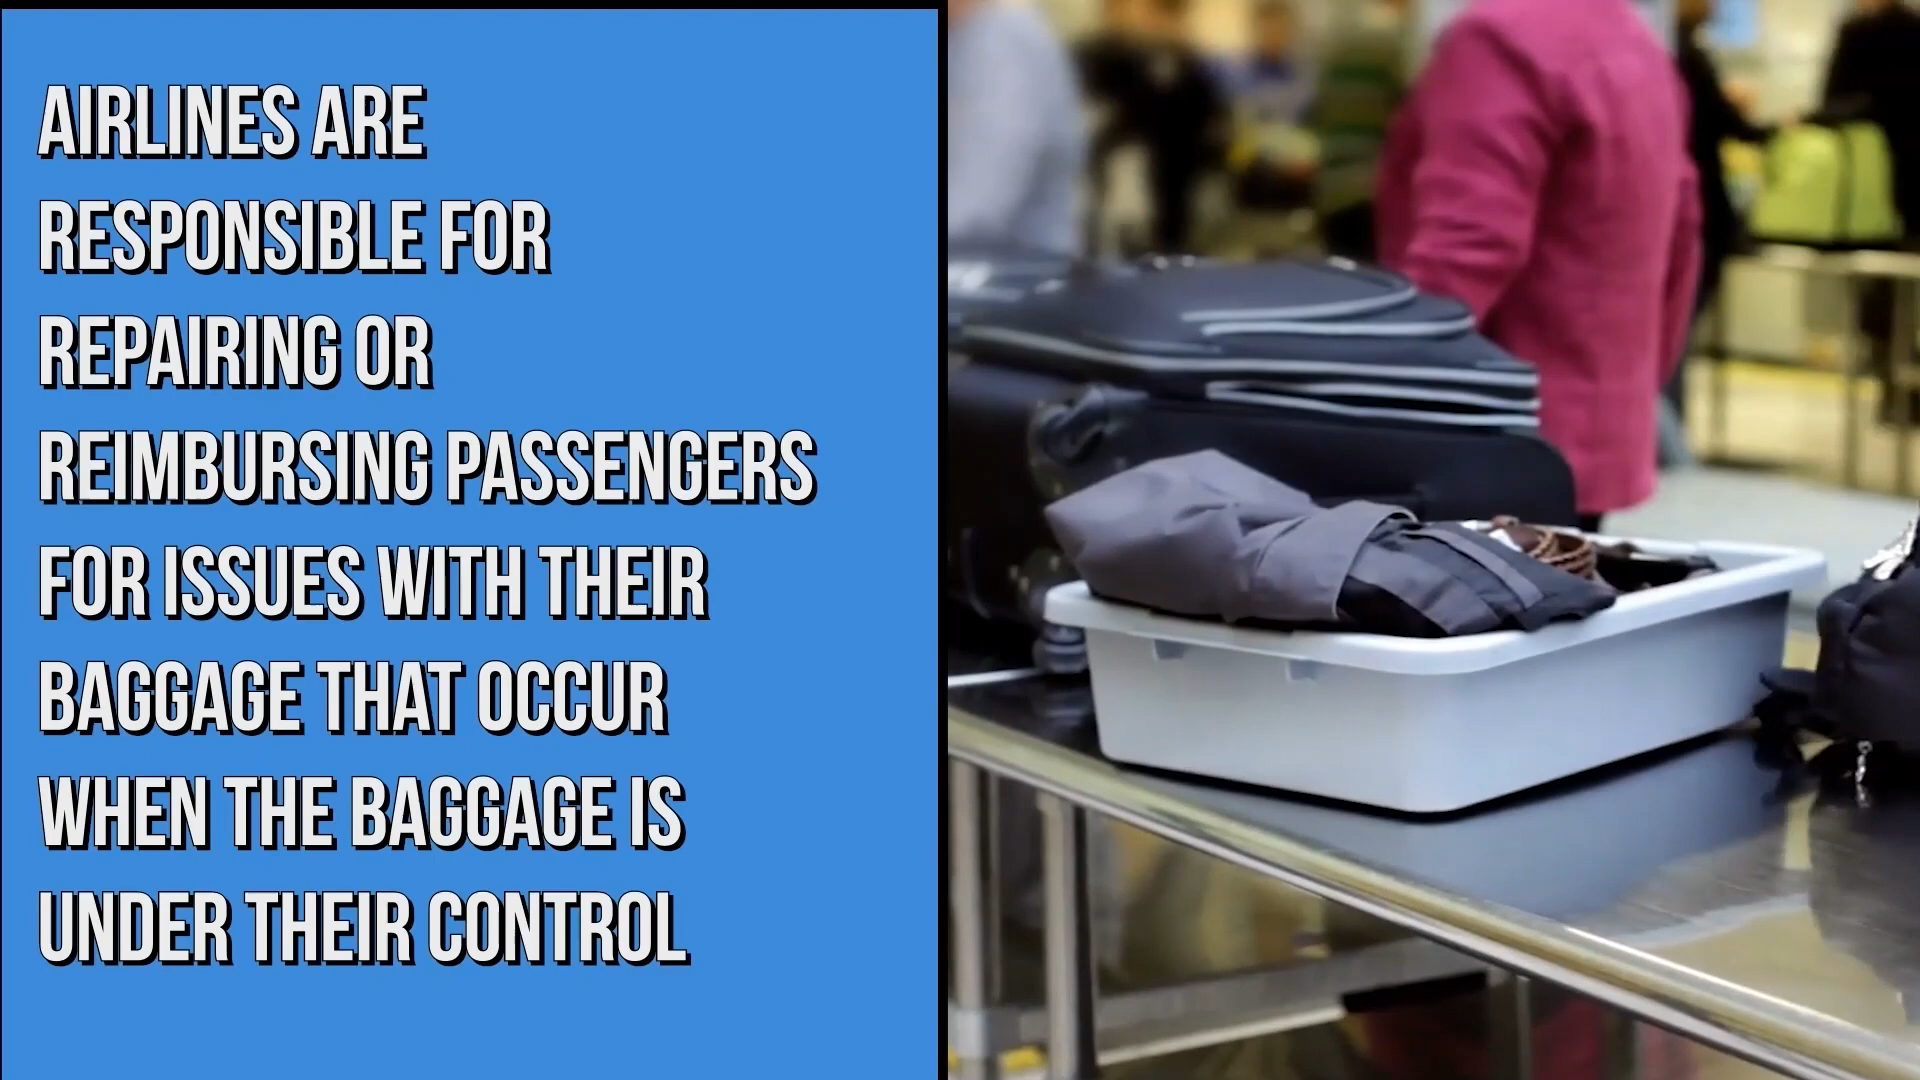 AIRLINES ARE
RESPONSIBLE FOR
REPAIRING OR
REIMBURSING PASSENGERS
FOR ISSUES WITH THEIR
BAGGAGE THAT OCCUR
WHEN THE BAGGAGE IS
UNDER THEIR CONTROL